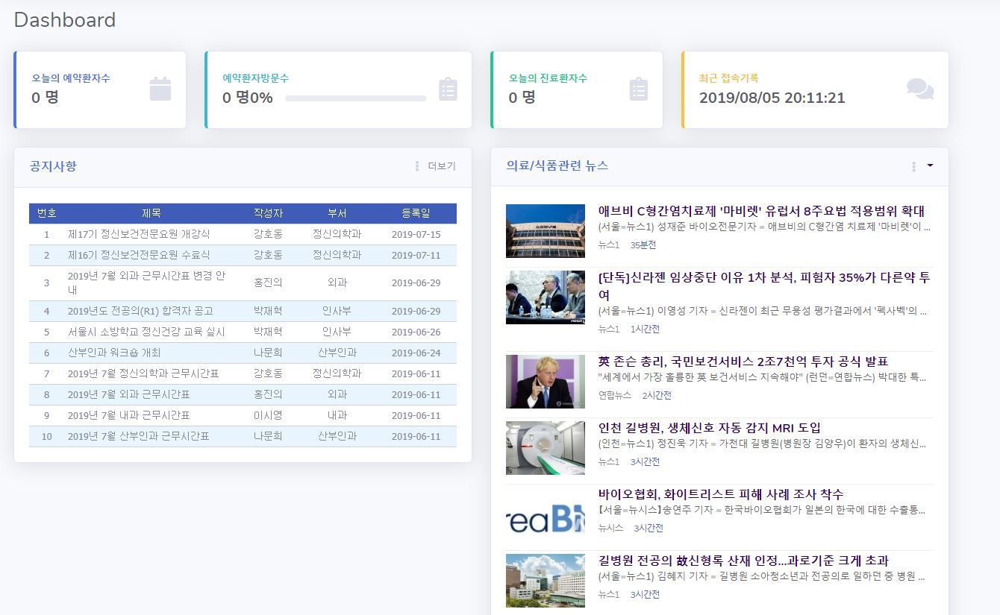 Dashboard
오늘의 예약환자수
0 명
예약환자방문수
0 명0%
오늘의 진료환자수
0 명
최근 접속기록
2019/08/05 20:11:21
공지사항
더보기
번호 제목 작성자 부서 등록일
1 제17기 정신보건전문요원 개강식 강호동 정신의학과 2019-07-15
2 제16기 정신보건전문요원 수료식 강호동 정신의학과 2019-07-11
3 2019년 7월 외과 근무시간표 변경 안
내 홍진의 외과 2019-06-29
4 2019년도 전공의(R1) 합격자 공고 박재혁 인사부 2019-06-29
5 서울시 소방학교 정신건강 교육 실시 박재혁 인사부 2019-06-26
6 산부인과 워크숍 개최 나문희 산부인과 2019-06-24
7 2019년 7월 정신의학과 근무시간표 강호동 정신의학과 2019-06-11
8 2019년 7월 외과 근무시간표 홍진의 외과 2019-06-11
9 2019년 7월 내과 근무시간표 이시영 내과 2019-06-11
10 2019년 7월 산부인과 근무시간표 나문희 산부인과 2019-06-11
의료/식품관련 뉴스
애브비 C형간염치료제 '마비렛' 유럽서 8주요법 적용범위 확대
(서울=뉴스1) 성재준 바이오전문기자 = 애브비의 C형간염 치료제 '마비렛'이 ...
뉴스1 35분전
[단독]신라젠 임상중단 이유 1차 분석, 피험자 35%가 다른약 투
여
(서울=뉴스1) 이영성 기자 = 신라젠이 최근 무용성 평가결과에서 '펙사벡'의 ...
뉴스1 1시간전
英 존슨 총리, 국민보건서비스 2조7천억 투자 공식 발표
"세계에서 가장 훌륭한 英 보건서비스 지속해야" (런던=연합뉴스) 박대한 특...
연합뉴스 2시간전
인천 길병원, 생체신호 자동 감지 MRI 도입
(인천=뉴스1) 정진욱 기자 = 가천대 길병원(병원장 김양우)이 환자의 생체신...
뉴스1 3시간전
reaBi
바이오협회, 화이트리스트 피해 사례 조사 착수
【서울=뉴시스】송연주 기자 = 한국바이오협회가 일본의 한국에 대한 수출통...
뉴시스 3시간전
길병원 전공의 故신형록 산재 인정...과로기준 크게 초과
(서울=뉴스1) 김혜지 기자 = 길병원 소아청소년과 전공의로 일하던 중 병원 ...
뉴스1 3시간전